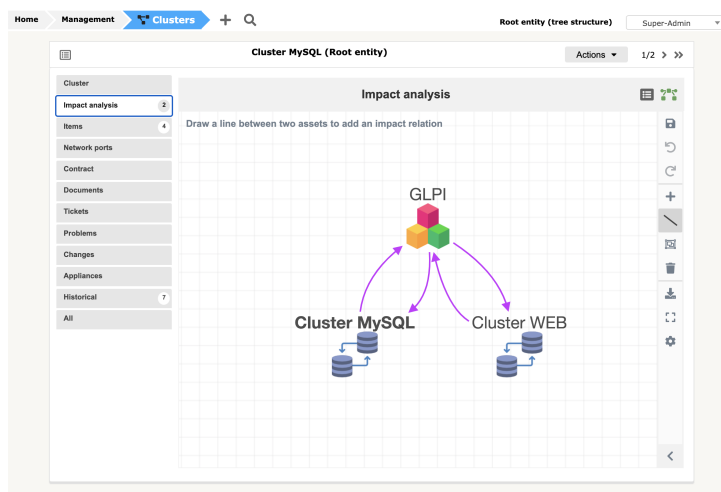 Home Management Clusters Root entity (tree structure) Super-Admin
Cluster MySQL (Root entity) Actions 1/2
Cluster
Impact analysis 2
Items 4
Network ports
Contract
Documents
Tickets
Problems
Changes
Appliances
Historical 7
All
Impact analysis
Draw a line between two assets to add an impact relation
GLPI
Cluster MySQL Cluster WEB